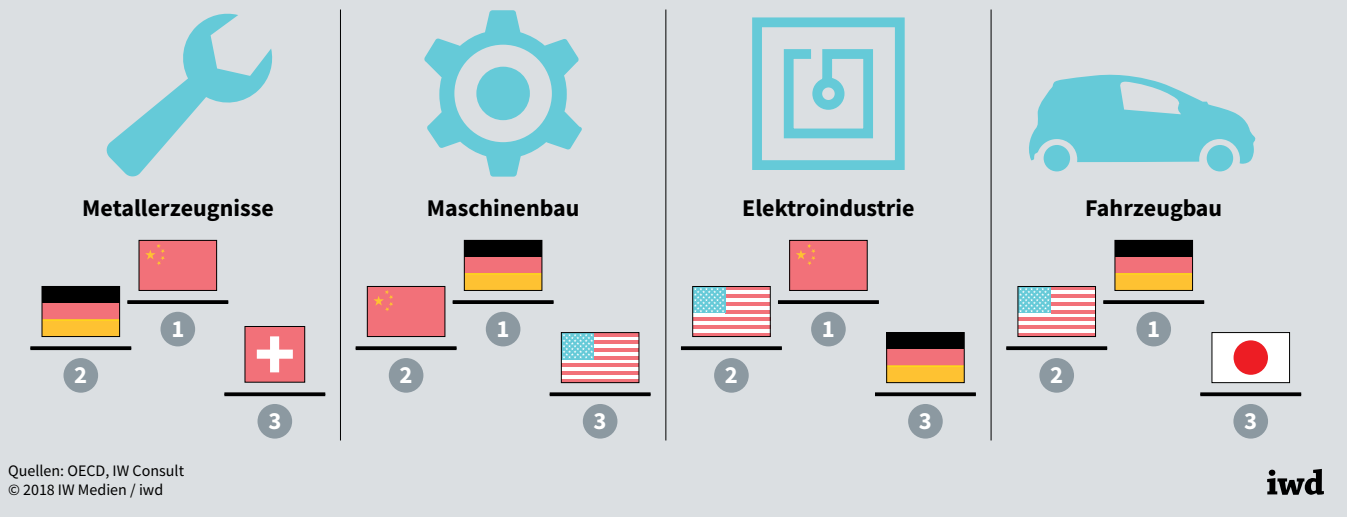 Metallerzeugnisse
1
2
3
Maschinenbau
1
2
3
Elektroindustrie
1
2
3
Fahrzeugbau
1
2
3
Quellen: OECD, IW Consult
© 2018 IW Medien / iwd
iwd